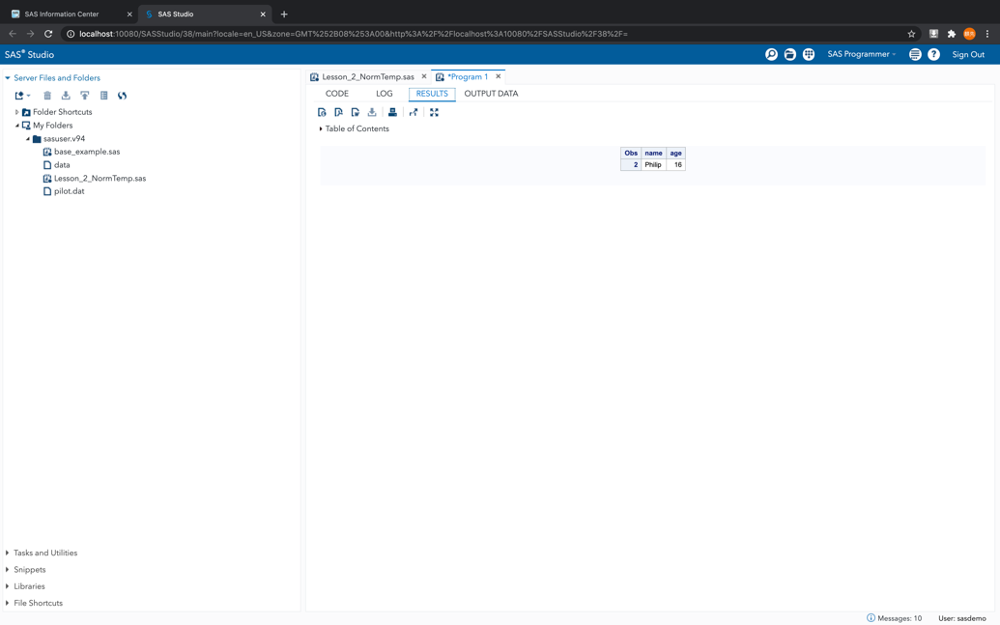 SAS Information Center
SAS Studio
localhost:10080/SASStudio/38/main?locale=en_US&zone=GMT%252B08%253A00&http%3A%2F%2Flocalhost%3A10080%2FSASStudio%2F38%2F=
SAS® Studio
SAS Programmer
Sign Out
Server Files and Folders
Folder Shortcuts
My Folders
sasuser.v94
base_example.sas
data
Lesson_2_NormTemp.sas
pilot.dat
Tasks and Utilities
Snippets
Libraries
File Shortcuts
Lesson_2_NormTemp.sas
*Program 1
CODE LOG RESULTS OUTPUT DATA
Table of Contents
Obs name age
2 Philip 16
Messages: 10 User: sasdemo